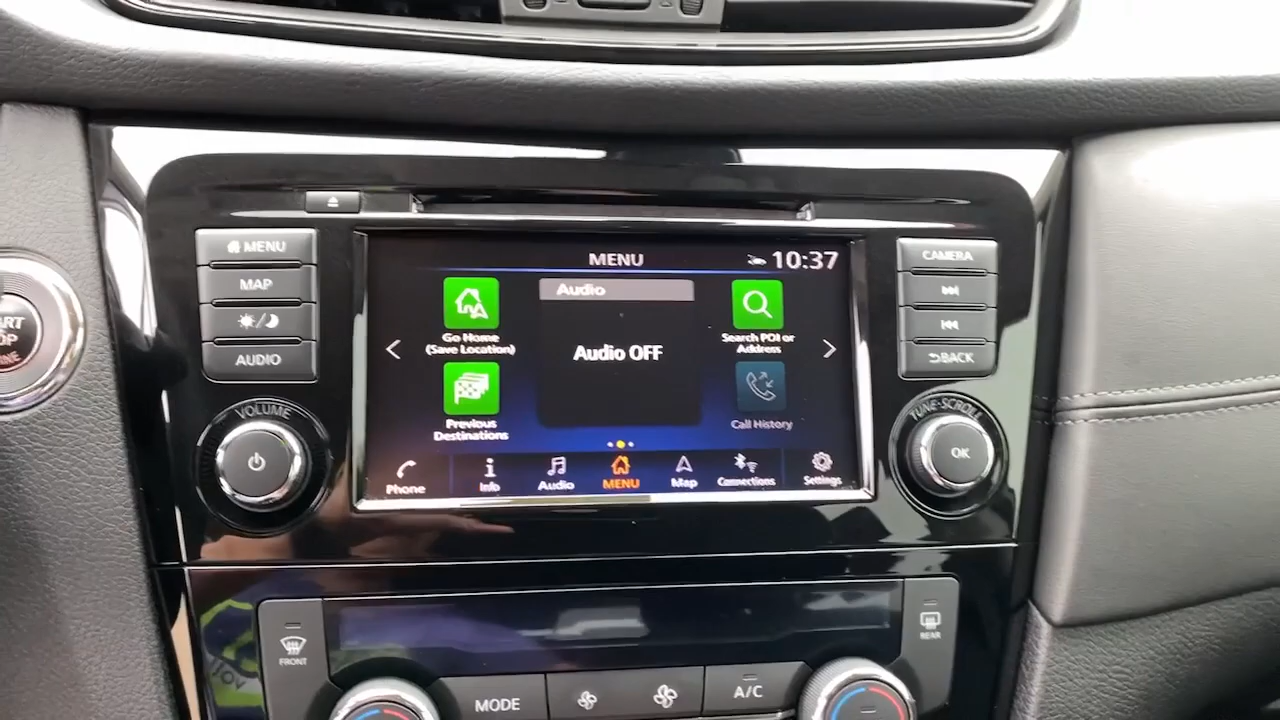 MENU
MAP
AUDIO
VOLUME
MENU
10:37
Go Home
(Save Location)
Audio
Audio OFF
Search POI or
Address
Previous
Destinations
Call History
Phone
Info
Audio
MENU
Map
Connections
Settings
CAMERA
BACK
TUNE·SCROLL
OK
FRONT
REAR
MODE
A/C